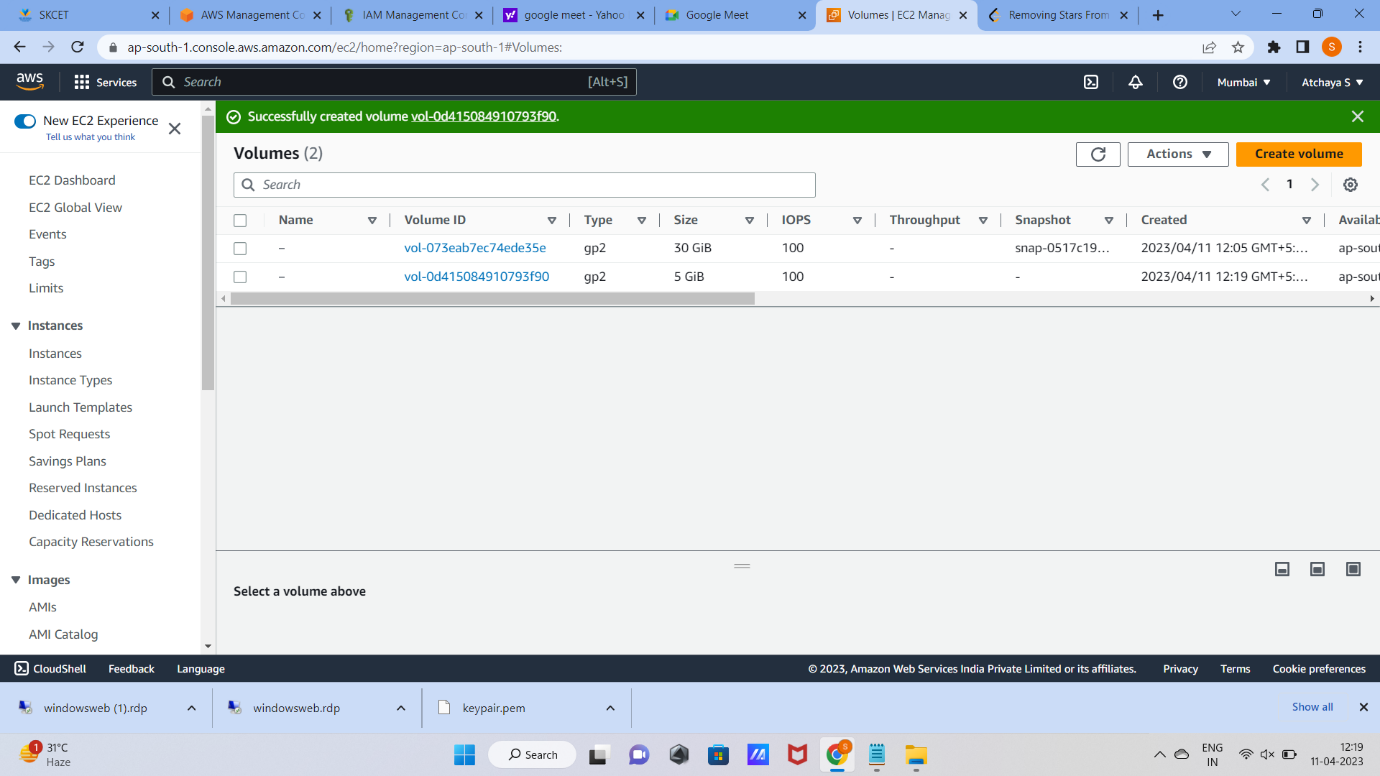 SKCET
AWS Management Co
IAM Management Co
google meet - Yahoo
Google Meet
Volumes | EC2 Manag
Removing Stars From
ap-south-1.console.aws.amazon.com/ec2/home?region=ap-south-1#Volumes:
S
aws
Services
Search
[Alt+S]
Mumbai
Atchaya S
New EC2 Experience
Tell us what you think
Successfully created volume vol-0d415084910793f90.
EC2 Dashboard
EC2 Global View
Events
Tags
Limits
Instances
Instances
Instance Types
Launch Templates
Spot Requests
Savings Plans
Reserved Instances
Dedicated Hosts
Capacity Reservations
Images
AMIs
AMI Catalog
Volumes (2)
Actions
Create volume
Search
1
Name Volume ID Type Size IOPS Throughput Snapshot Created Availab
– vol-073eab7ec74ede35e gp2 30 GiB 100 - snap-0517c19... 2023/04/11 12:05 GMT+5:... ap-sout
– vol-0d415084910793f90 gp2 5 GiB 100 - - 2023/04/11 12:19 GMT+5:... ap-sout
Select a volume above
CloudShell
Feedback
Language
© 2023, Amazon Web Services India Private Limited or its affiliates.
Privacy
Terms
Cookie preferences
windowsweb (1).rdp
windowsweb.rdp
keypair.pem
Show all
1
31°C
Haze
Search
S
ENG
IN
12:19
11-04-2023